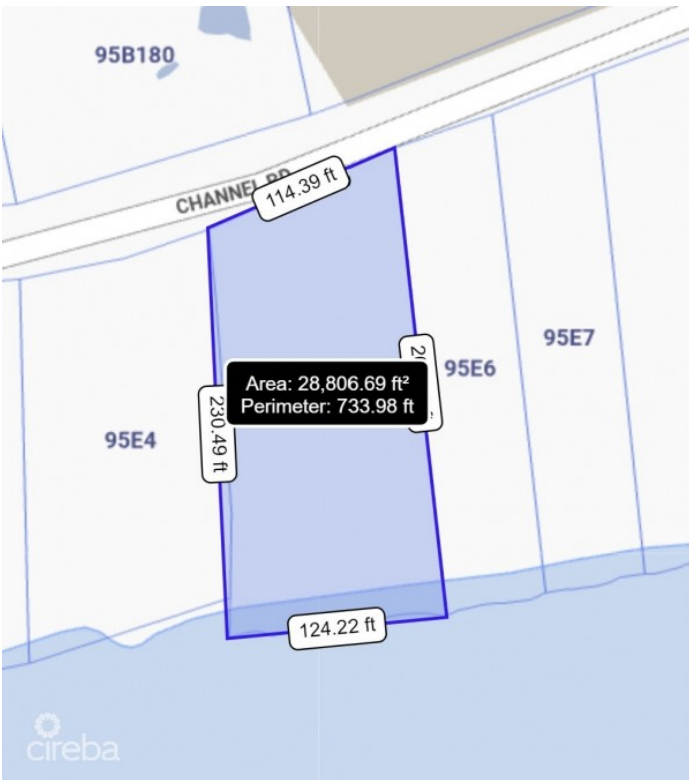 95B180
CHANNEL RD
114.39 ft
95E7
95E6
Area: 28,806.69 ft²
Perimeter: 733.98 ft
230.49 ft
95E4
124.22 ft
cireba